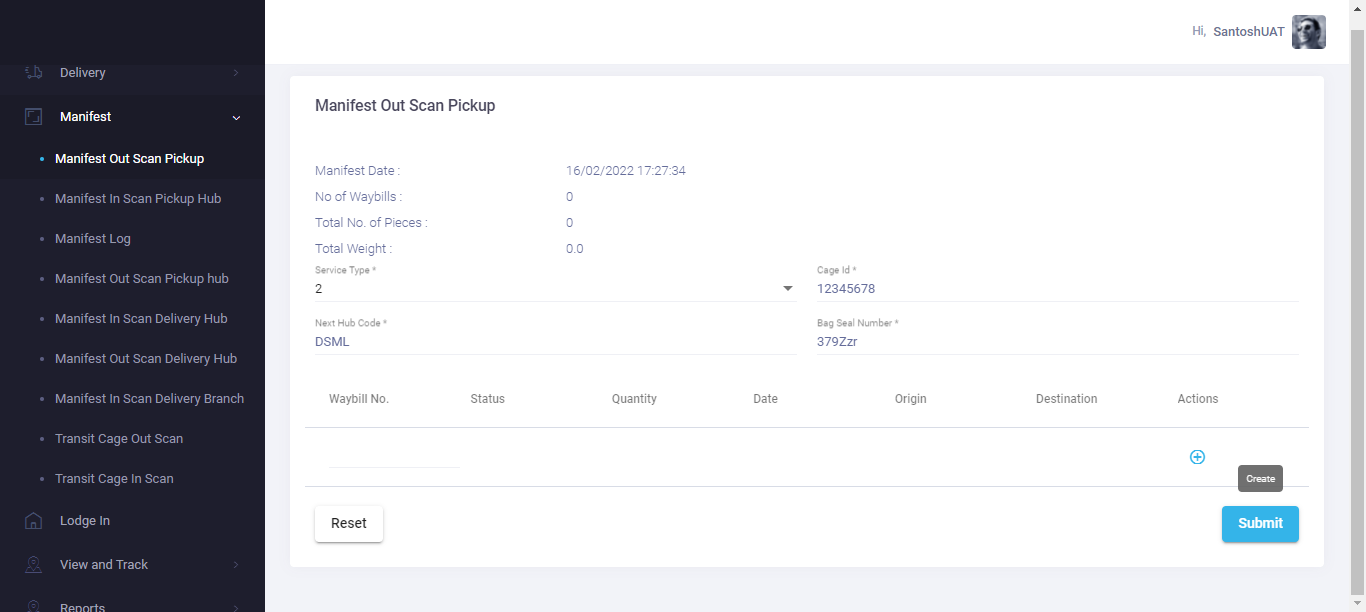 Hi, SantoshUAT
Delivery
Manifest
Manifest Out Scan Pickup
Manifest In Scan Pickup Hub
Manifest Log
Manifest Out Scan Pickup hub
Manifest In Scan Delivery Hub
Manifest Out Scan Delivery Hub
Manifest In Scan Delivery Branch
Transit Cage Out Scan
Transit Cage In Scan
Lodge In
View and Track
Reports
Manifest Out Scan Pickup
Manifest Date : 16/02/2022 17:27:34
No of Waybills : 0
Total No. of Pieces : 0
Total Weight : 0.0
Service Type * Cage Id *
2 12345678
Next Hub Code * Bag Seal Number *
DSML 379Zzr
Waybill No. Status Quantity Date Origin Destination Actions
Create
Reset Submit